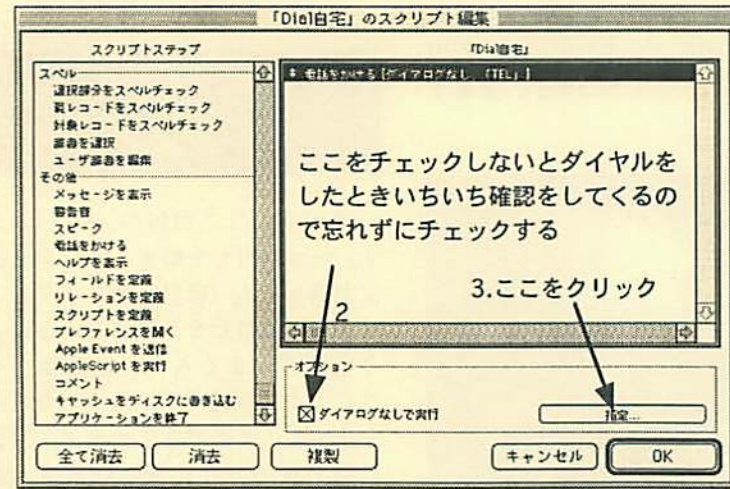 「Dial自宅」のスクリプト編集
スクリプトステップ
スペル
選択部分をスペルチェック
現レコードをスペルチェック
対象レコードをスペルチェック
辞書を選択
ユーザ辞書を編集
その他
メッセージを表示
警告音
スピーク
電話をかける
ヘルプを表示
フィールドを定義
リレーションを定義
スクリプトを定義
プレファレンスを開く
Apple Event を送信
AppleScript を実行
コメント
キャッシュをディスクに書き込む
アプリケーションを終了
「Dial自宅」
電話をかける [ダイアログなし、「TEL」]
ここをチェックしないとダイヤルを
したときいちいち確認をしてくるの
で忘れずにチェックする
2
3.ここをクリック
オプション
ダイアログなしで実行
指定...
全て消去
消去
複製
キャンセル
OK